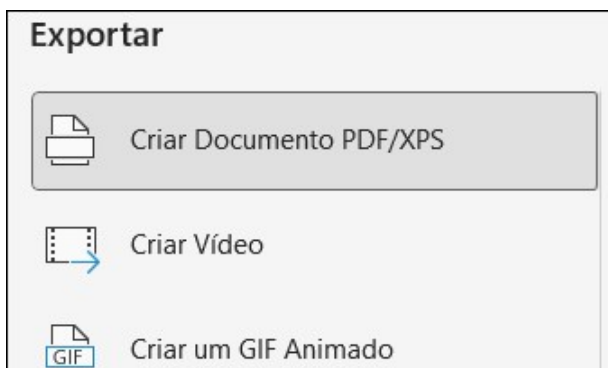 Exportar
Criar Documento PDF/XPS
Criar Vídeo
GIF Criar um GIF Animado